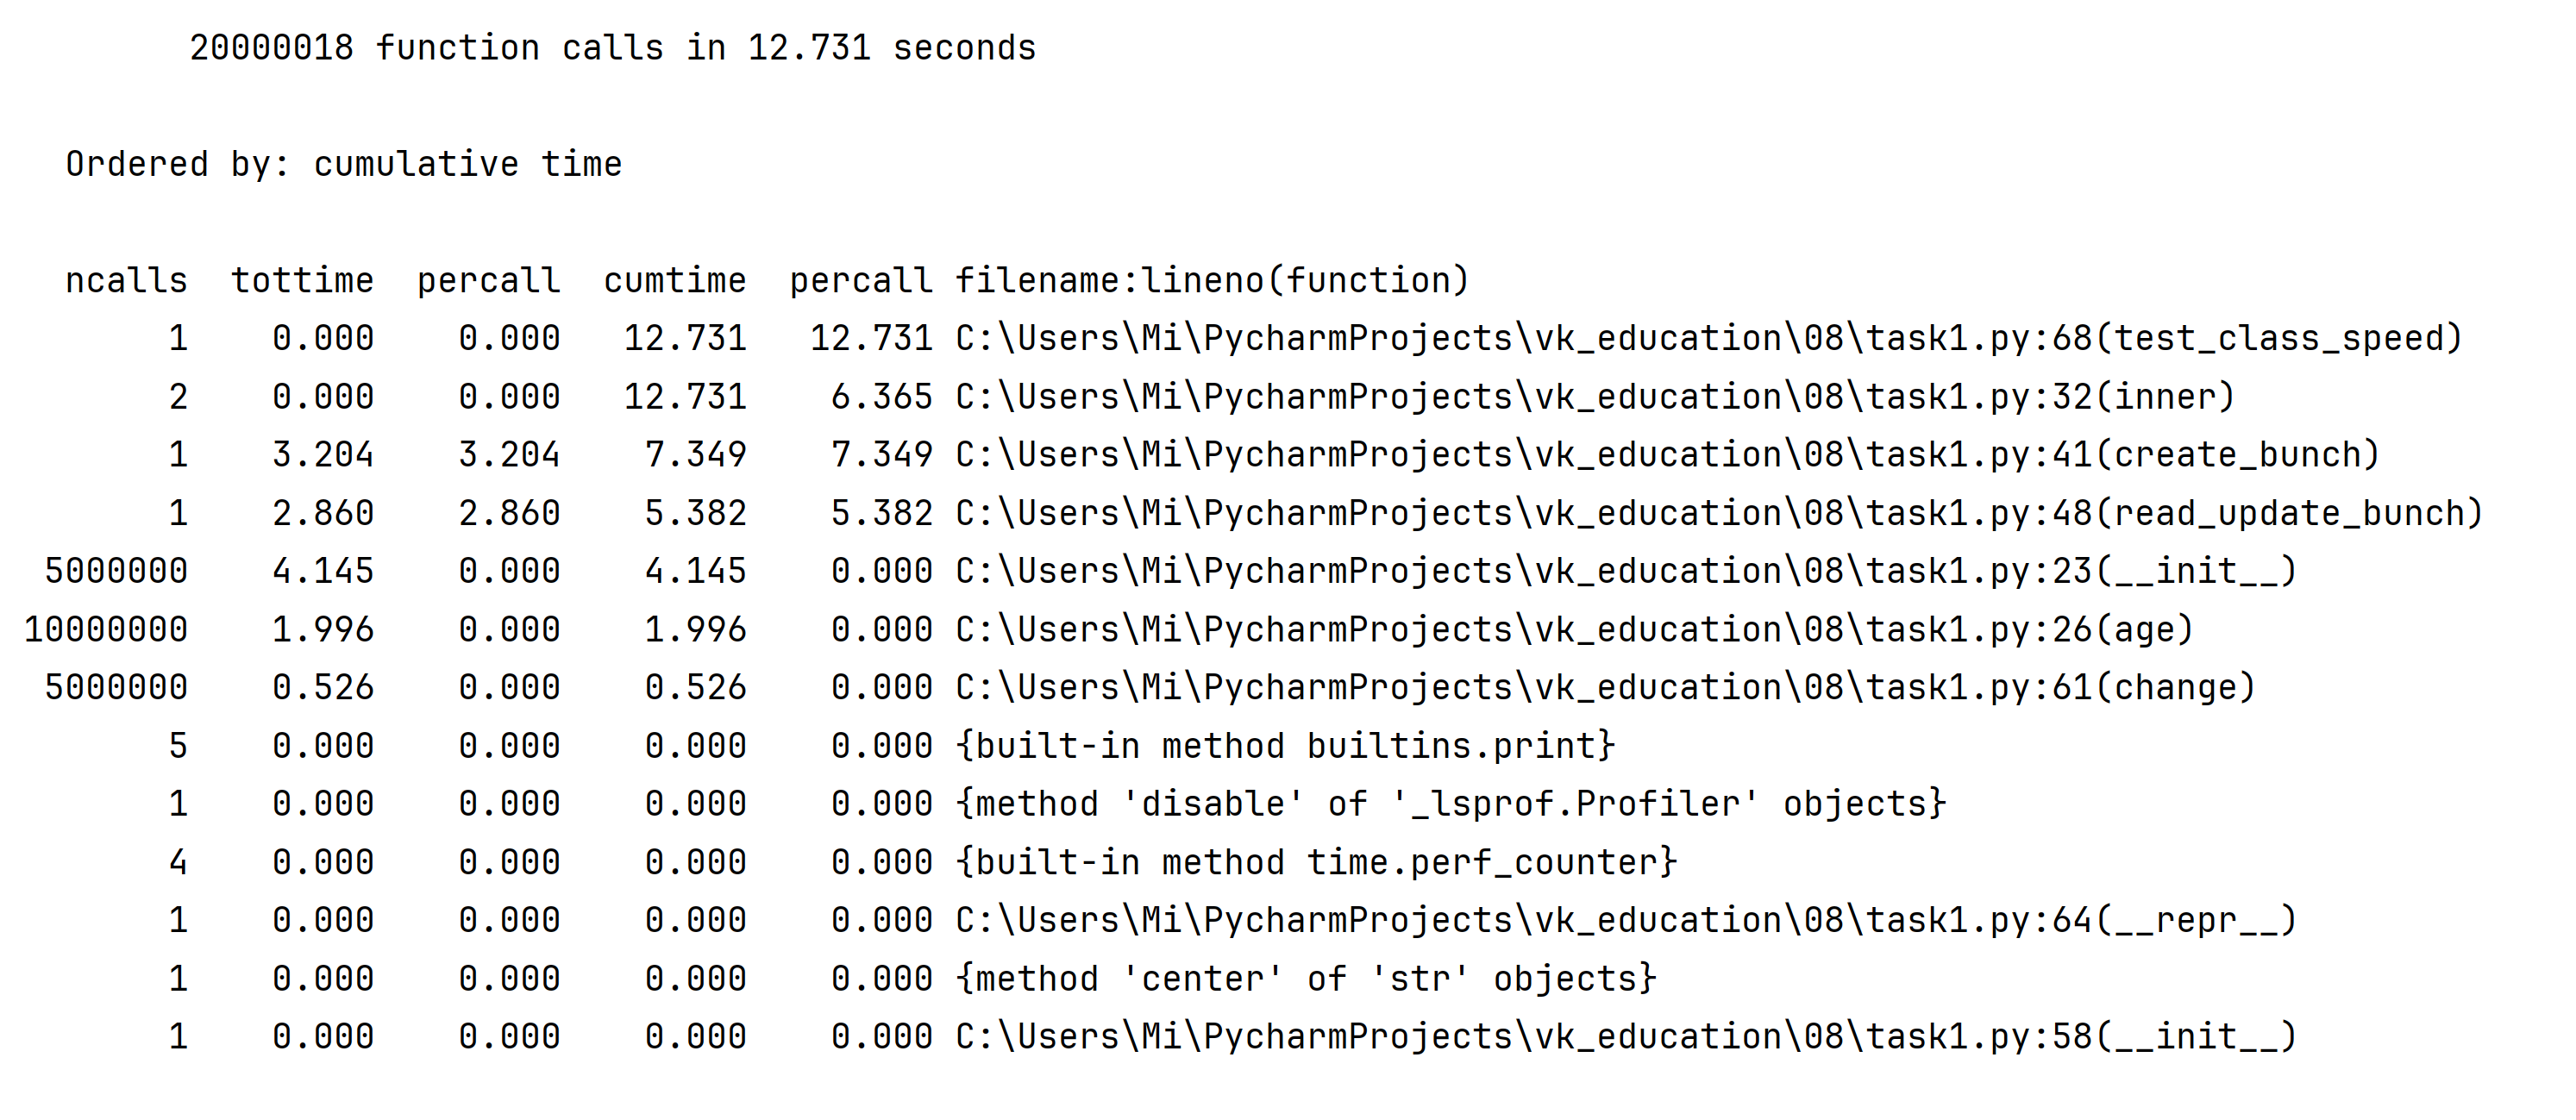 20000018 function calls in 12.731 seconds
Ordered by: cumulative time
ncalls  tottime  percall  cumtime  percall filename:lineno(function)
1    0.000    0.000   12.731   12.731 C:\Users\Mi\PycharmProjects\vk_education\08\task1.py:68(test_class_speed)
2    0.000    0.000   12.731    6.365 C:\Users\Mi\PycharmProjects\vk_education\08\task1.py:32(inner)
1    3.204    3.204    7.349    7.349 C:\Users\Mi\PycharmProjects\vk_education\08\task1.py:41(create_bunch)
1    2.860    2.860    5.382    5.382 C:\Users\Mi\PycharmProjects\vk_education\08\task1.py:48(read_update_bunch)
5000000    4.145    0.000    4.145    0.000 C:\Users\Mi\PycharmProjects\vk_education\08\task1.py:23(__init__)
10000000    1.996    0.000    1.996    0.000 C:\Users\Mi\PycharmProjects\vk_education\08\task1.py:26(age)
5000000    0.526    0.000    0.526    0.000 C:\Users\Mi\PycharmProjects\vk_education\08\task1.py:61(change)
5    0.000    0.000    0.000    0.000 {built-in method builtins.print}
1    0.000    0.000    0.000    0.000 {method 'disable' of '_lsprof.Profiler' objects}
4    0.000    0.000    0.000    0.000 {built-in method time.perf_counter}
1    0.000    0.000    0.000    0.000 C:\Users\Mi\PycharmProjects\vk_education\08\task1.py:64(__repr__)
1    0.000    0.000    0.000    0.000 {method 'center' of 'str' objects}
1    0.000    0.000    0.000    0.000 C:\Users\Mi\PycharmProjects\vk_education\08\task1.py:58(__init__)